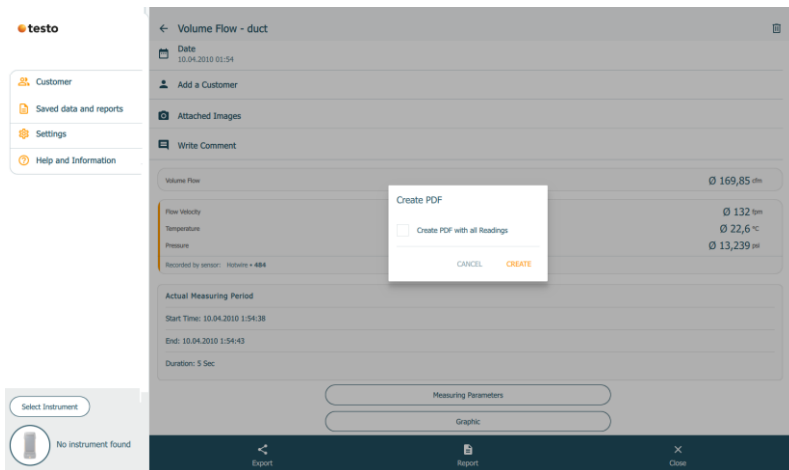 testo
Customer
Saved data and reports
Settings
Help and Information
Select Instrument
No instrument found
Volume Flow - duct
Date
10.04.2010 01:54
Add a Customer
Attached Images
Write Comment
Volume Flow Ø 169,85 cfm
Flow Velocity Ø 132 fpm
Temperature Ø 22,6 °C
Pressure Ø 13,239 psi
Recorded by sensor: Hotwire • 484
Create PDF
Create PDF with all Readings
CANCEL CREATE
Actual Measuring Period
Start Time: 10.04.2010 1:54:38
End: 10.04.2010 1:54:43
Duration: 5 Sec
Measuring Parameters
Graphic
Export Report Close